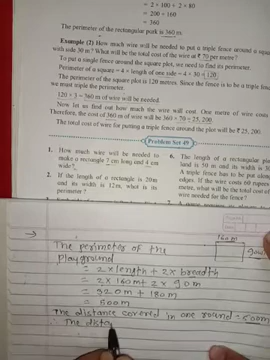 = 2 × 100 + 2 × 80
= 200 + 160
= 360
The perimeter of the rectangular park is 360 m.
Example (2) How much wire will be needed to put a triple fence around a
with side 30 m? What will be the total cost of the wire at ₹ 70 per metre?
To put a single fence around the square plot, we need to find its perimeter.
Perimeter of a square = 4 × length of one side = 4 × 30 = 120
The perimeter of the square plot is 120 metres. Since the fence is to be a triple
we must triple the perimeter.
120 × 3 = 360 m of wire will be needed.
Now let us find out how much the wire will cost. One metre of wire costs
Therefore, the cost of 360 m of wire will be 360 × 70 = 25,200.
The total cost of wire for putting a triple fence around the plot will be ₹ 25,200.
Problem Set 49
1. How much wire will be needed to
make a rectangle 7 cm long and 4 cm
wide?
2. If the length of a rectangle is 20 m
and its width is 12 m, what is its
perimeter?
6. The length of a rectangular
land is 50 m and its width is
A triple fence has to be put along
edges. If the wire costs 60 rupees
metre, what will be the total cost of
wire needed for the fence?
160 m
The perimeter of the
playground
= 2 × length + 2 × breadth
= 2 × 160m + 2 × 90m
= 320m + 180m
= 500m
The distance covered in one round = 500m
The dista